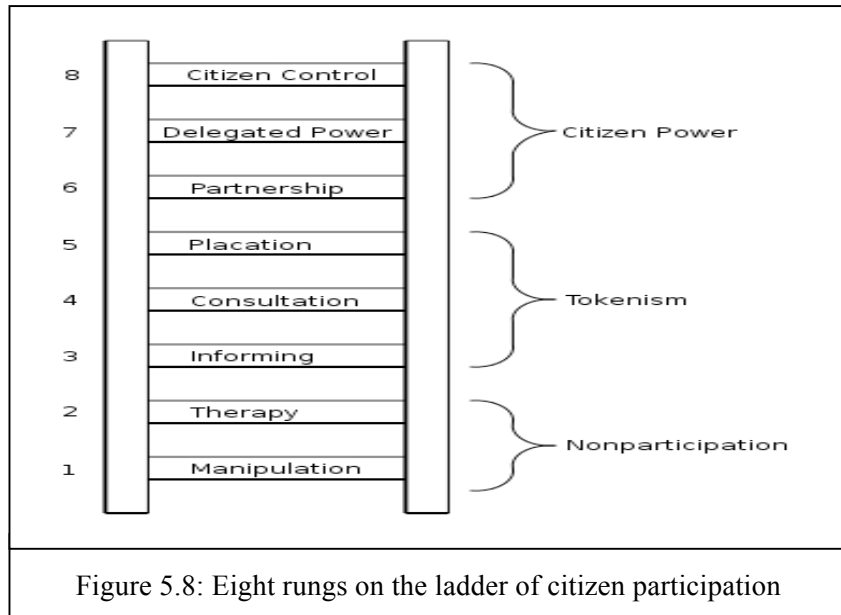 8 Citizen Control
7 Delegated Power
Citizen Power
6 Partnership
5 Placation
4 Consultation
Tokenism
3 Informing
2 Therapy
Nonparticipation
1 Manipulation
Figure 5.8: Eight rungs on the ladder of citizen participation